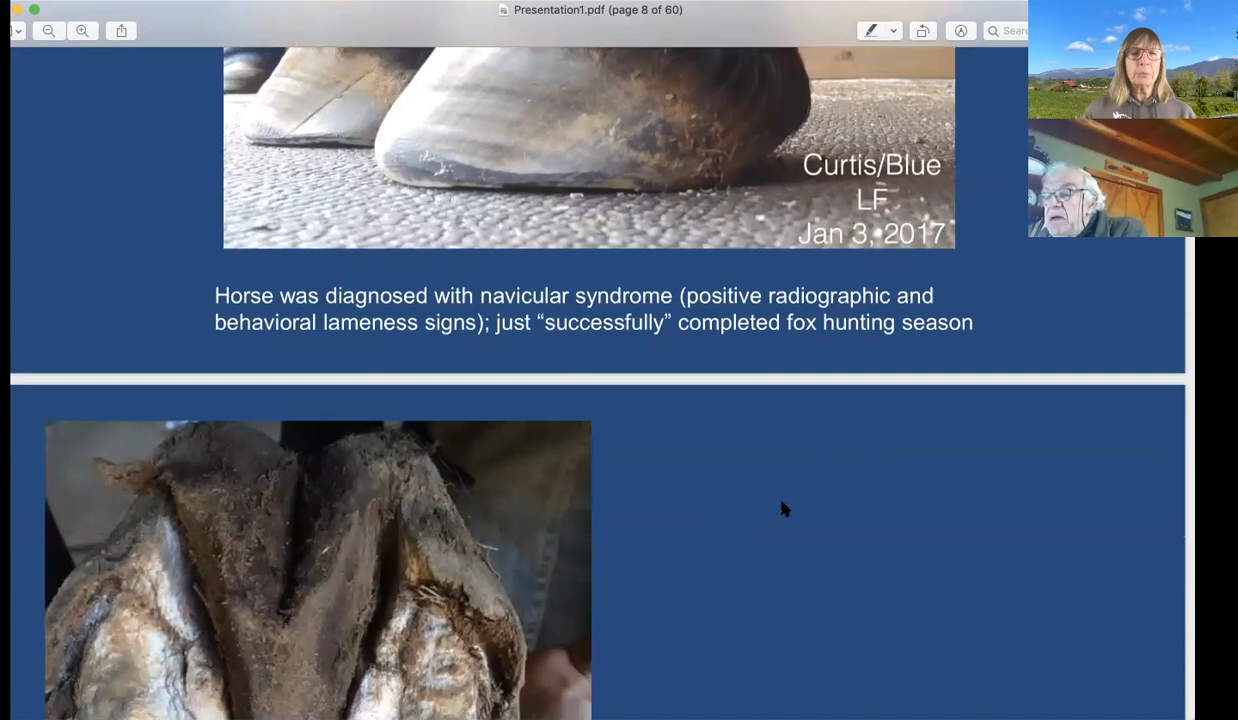 Presentation1.pdf (page 8 of 60)
Curtis/Blue
LF
Jan 3, 2017
Horse was diagnosed with navicular syndrome (positive radiographic and
behavioral lameness signs); just “successfully” completed fox hunting season